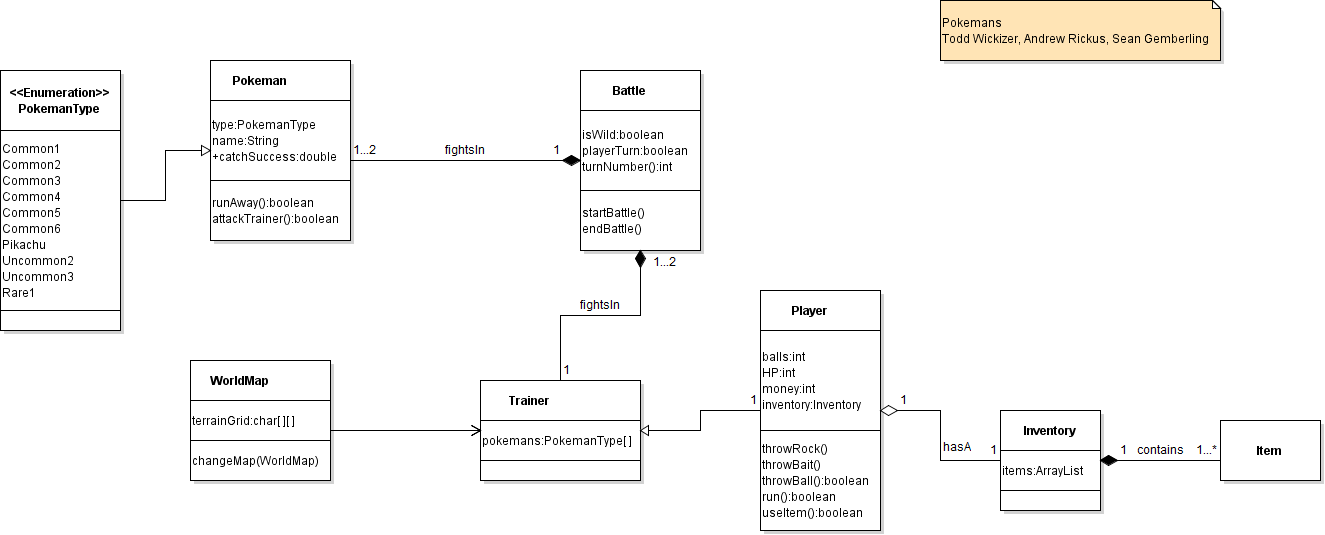 Pokemans
Todd Wickizer, Andrew Rickus, Sean Gemberling
<<Enumeration>>
PokemanType
Common1
Common2
Common3
Common4
Common5
Common6
Pikachu
Uncommon2
Uncommon3
Rare1
Pokeman
type:PokemanType
name:String
+catchSuccess:double
runAway():boolean
attackTrainer():boolean
1...2
fightsIn
1
Battle
isWild:boolean
playerTurn:boolean
turnNumber():int
startBattle()
endBattle()
1...2
fightsIn
1
WorldMap
terrainGrid:char[][]
changeMap(WorldMap)
Trainer
pokemans:PokemanType[]
1
Player
balls:int
HP:int
money:int
inventory:Inventory
throwRock()
throwBait()
throwBall():boolean
run():boolean
useItem():boolean
1
hasA
1
Inventory
items:ArrayList
1
contains
1...*
Item